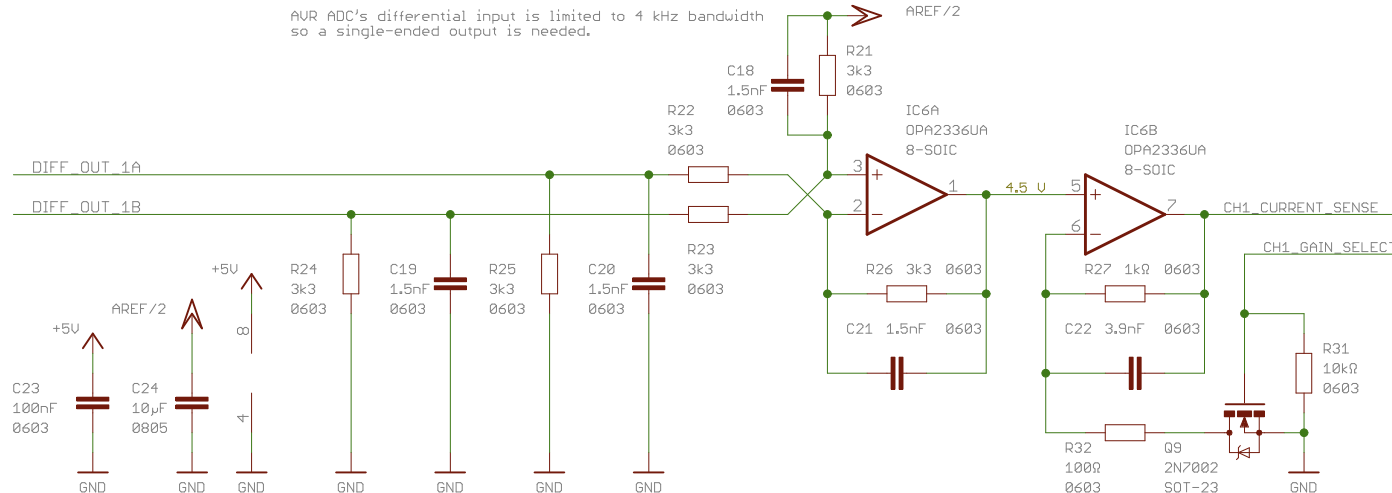 AVR ADC's differential input is limited to 4 kHz bandwidth
so a single-ended output is needed.
AREF/2
C18
1.5nF
0603
R21
3k3
0603
R22
3k3
0603
IC6A
OPA2336UA
8-SOIC
IC6B
OPA2336UA
8-SOIC
DIFF_OUT_1A
DIFF_OUT_1B
3
+
2
−
1
4.5 V
5
+
6
−
7
CH1_CURRENT_SENSE
CH1_GAIN_SELECT
R23
3k3
0603
R24
3k3
0603
C19
1.5nF
0603
R25
3k3
0603
C20
1.5nF
0603
R26 3k3 0603
C21 1.5nF 0603
R27 1kΩ 0603
C22 3.9nF 0603
+5V
AREF/2
+5V
8
4
C23
100nF
0603
C24
10µF
0805
R31
10kΩ
0603
R32
100Ω
0603
Q9
2N7002
SOT-23
GND
GND
GND
GND
GND
GND
GND
GND